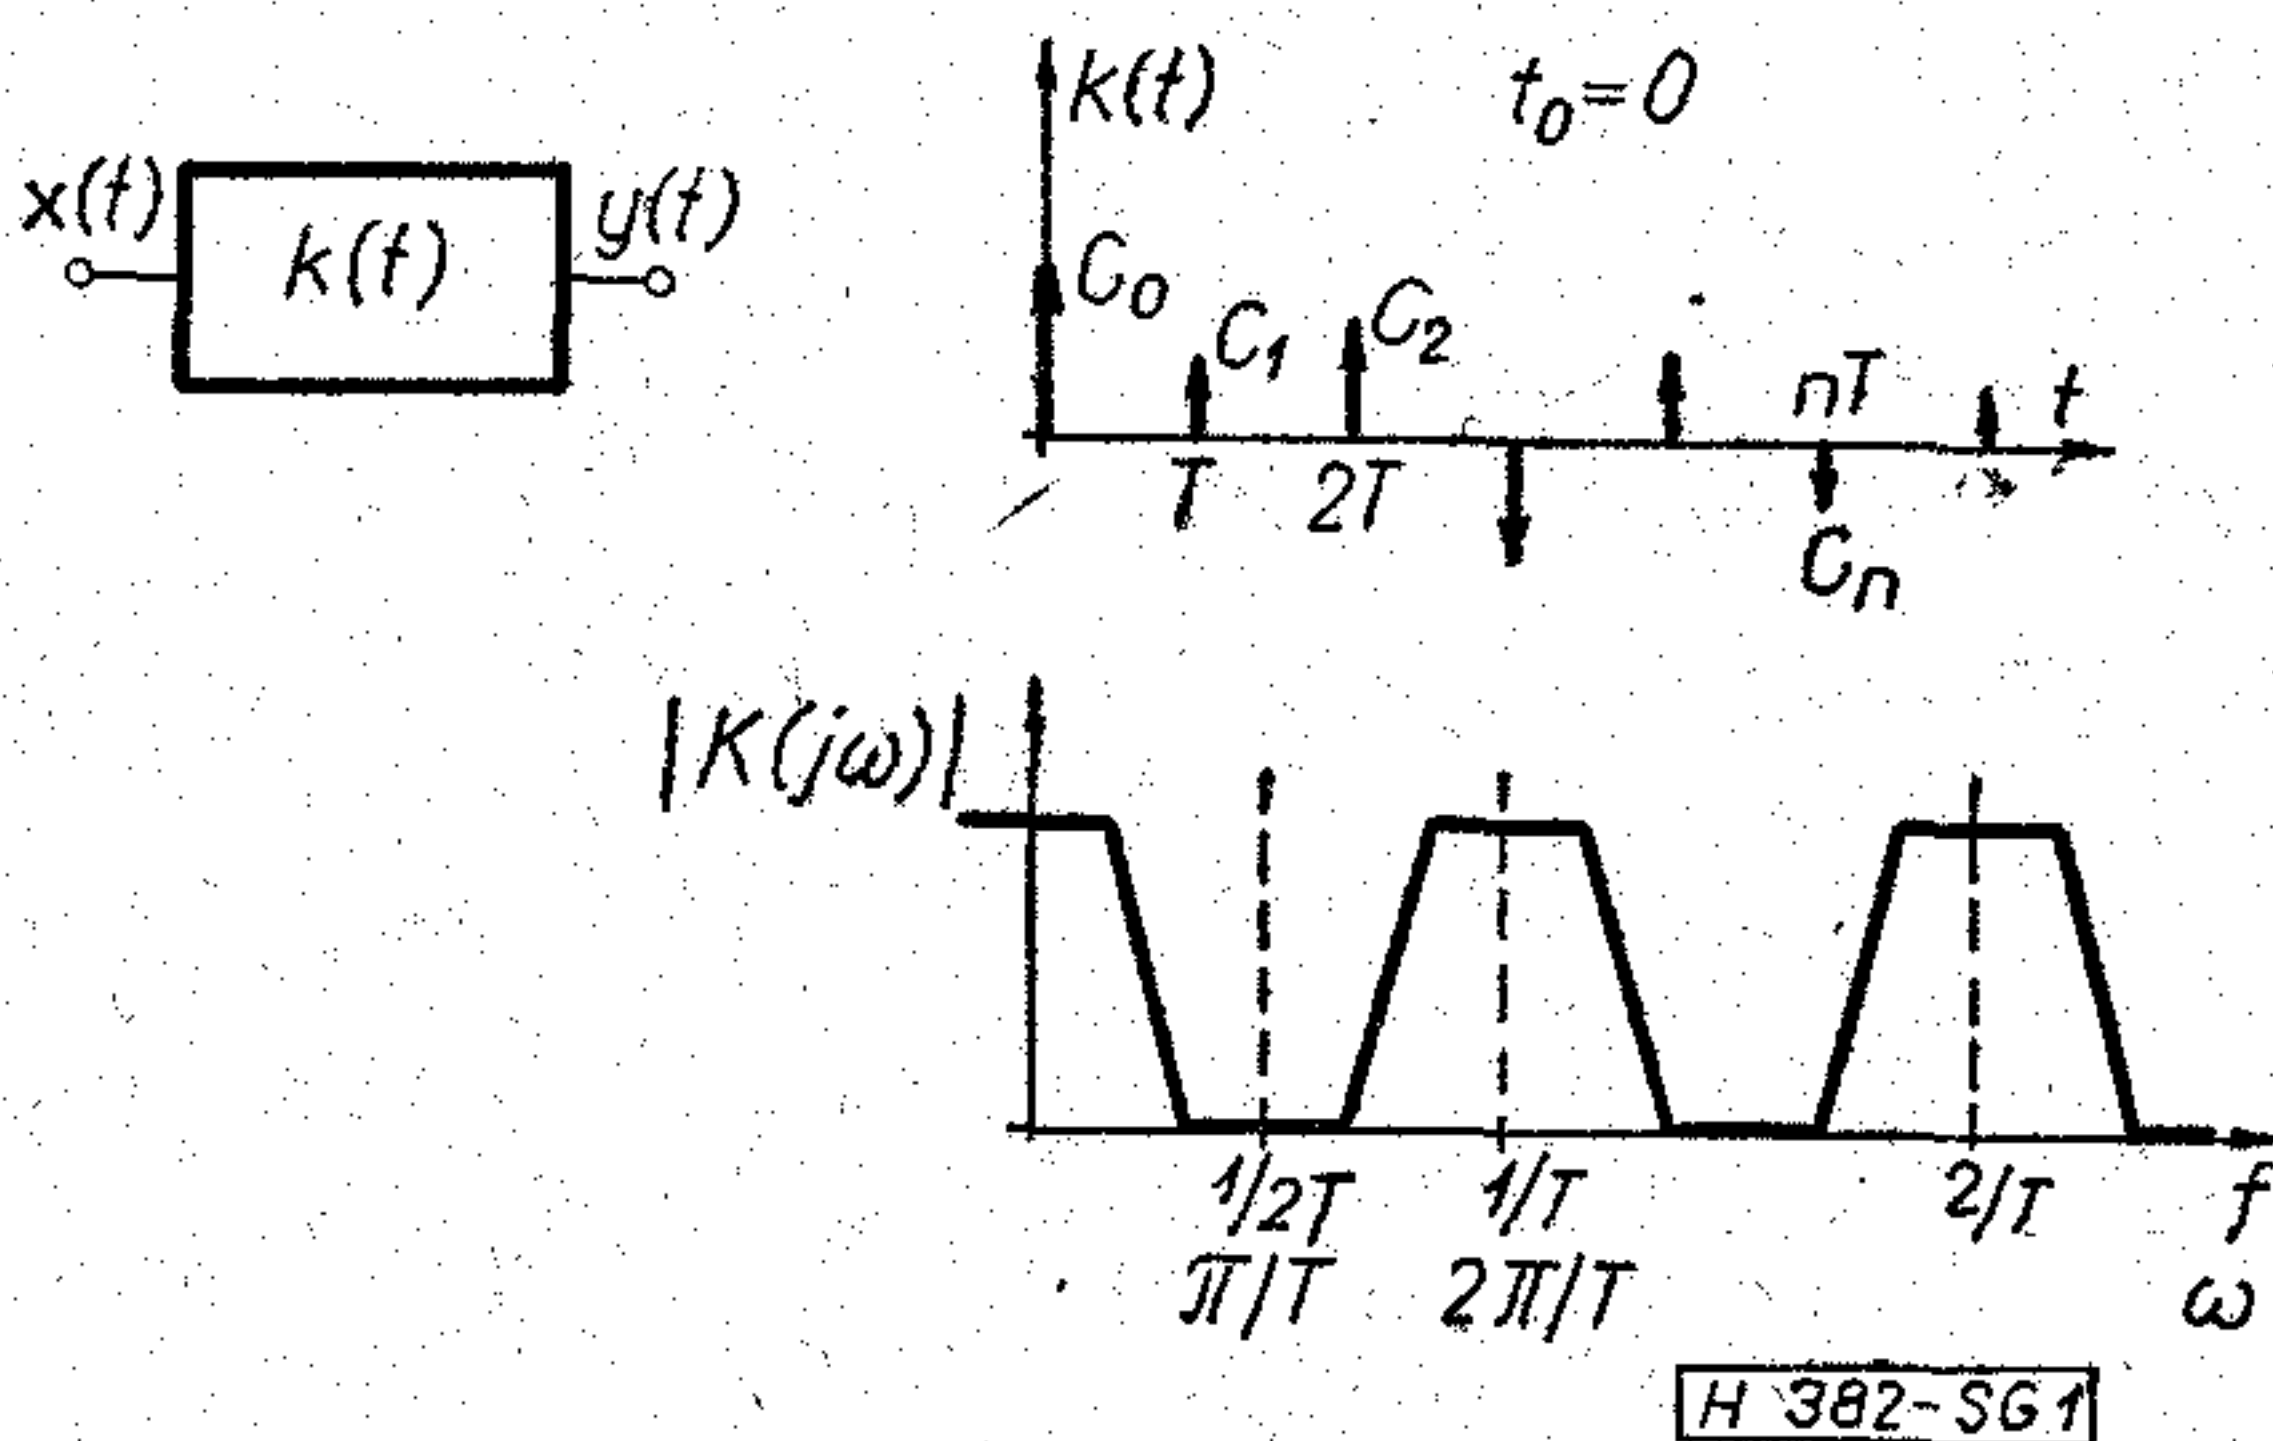 x(t)
k(t)
y(t)
k(t)
t₀=0
C₀
C₁
C₂
nT
t
T
2T
Cₙ
|K(jω)|
1/2T
1/T
2/T
f
π/T
2π/T
ω
H 382-SG1